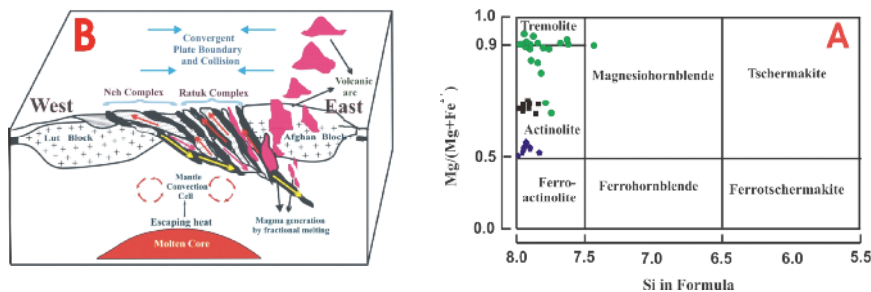 B
Convergent
Plate Boundary
and Collision
West
Neh Complex
Ratuk Complex
Volcanic
arc
East
Lut Block
Afghan Block
Mantle
Convection
Cell
Escaping heat
Molten Core
Magma generation
by fractional melting
A
Mg/(Mg+Fe²⁺)
1.0
0.9
0.5
0.0
Tremolite
Magnesiohornblende
Tschermakite
Actinolite
Ferro-
actinolite
Ferrohornblende
Ferrotschermakite
8.0 7.5 7.0 6.5 6.0 5.5
Si in Formula